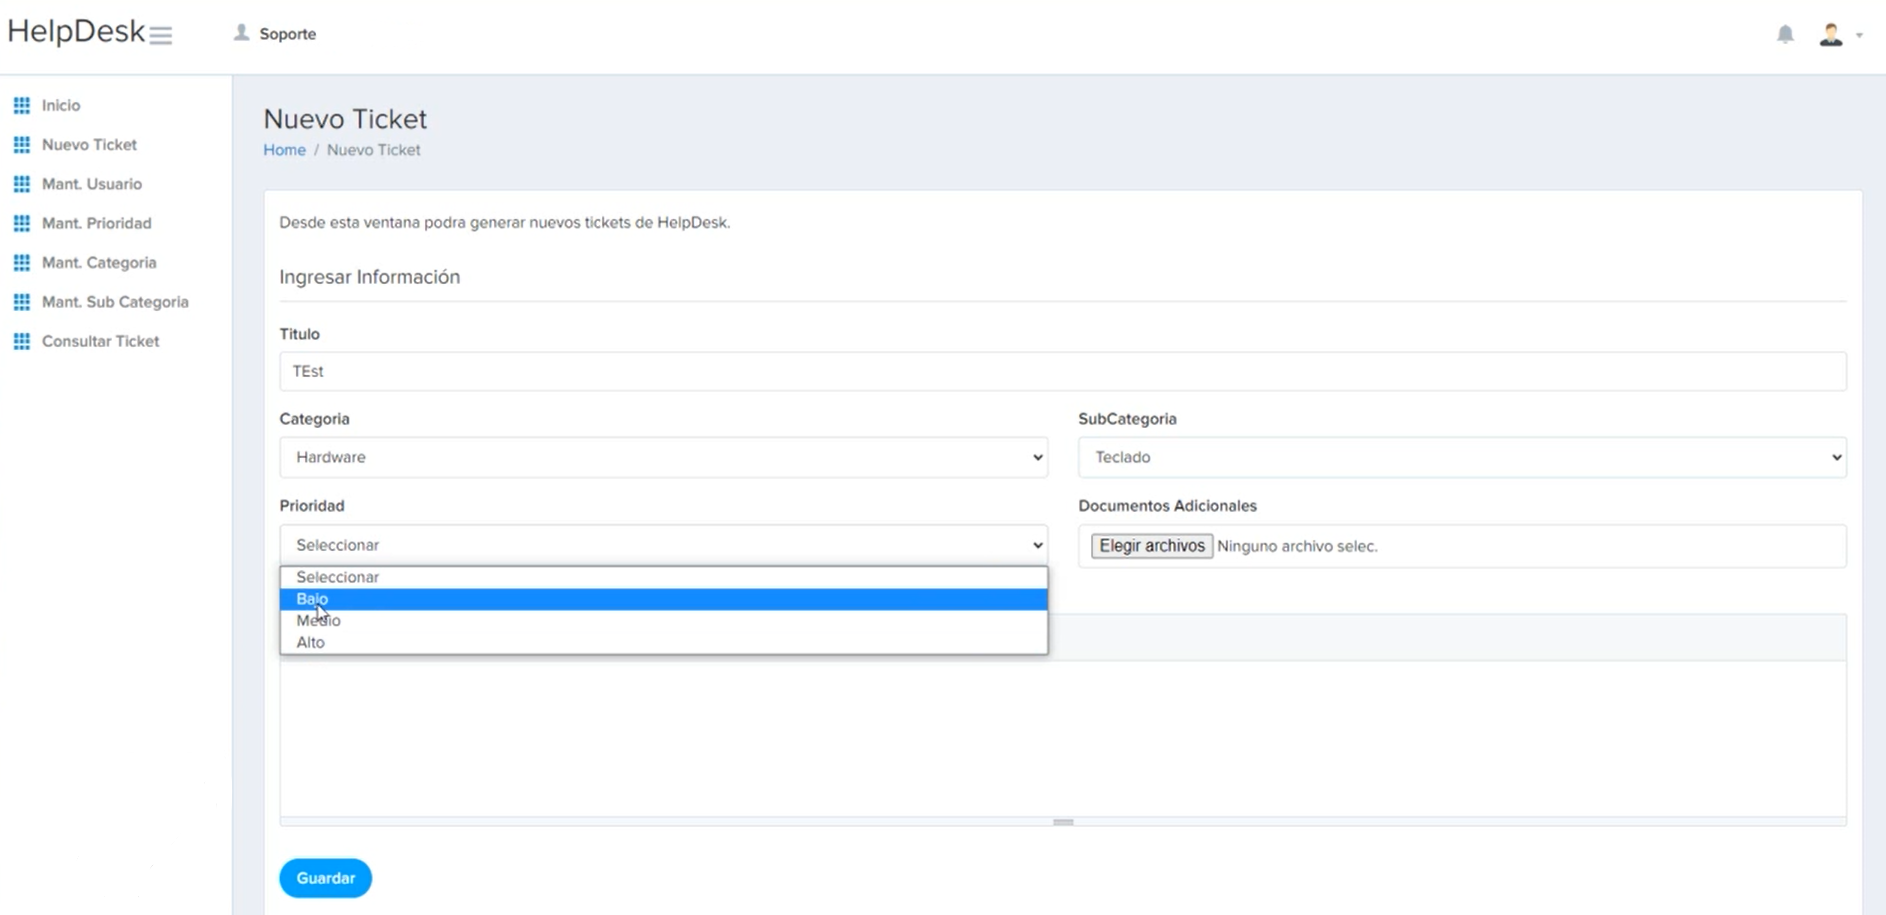 HelpDesk
Soporte
Inicio
Nuevo Ticket
Mant. Usuario
Mant. Prioridad
Mant. Categoria
Mant. Sub Categoria
Consultar Ticket
Nuevo Ticket
Home / Nuevo Ticket
Desde esta ventana podra generar nuevos tickets de HelpDesk.
Ingresar Información
Titulo
TEst
Categoria
SubCategoria
Hardware
Teclado
Prioridad
Documentos Adicionales
Seleccionar
Elegir archivos Ninguno archivo selec.
Seleccionar
Bajo
Medio
Alto
Guardar